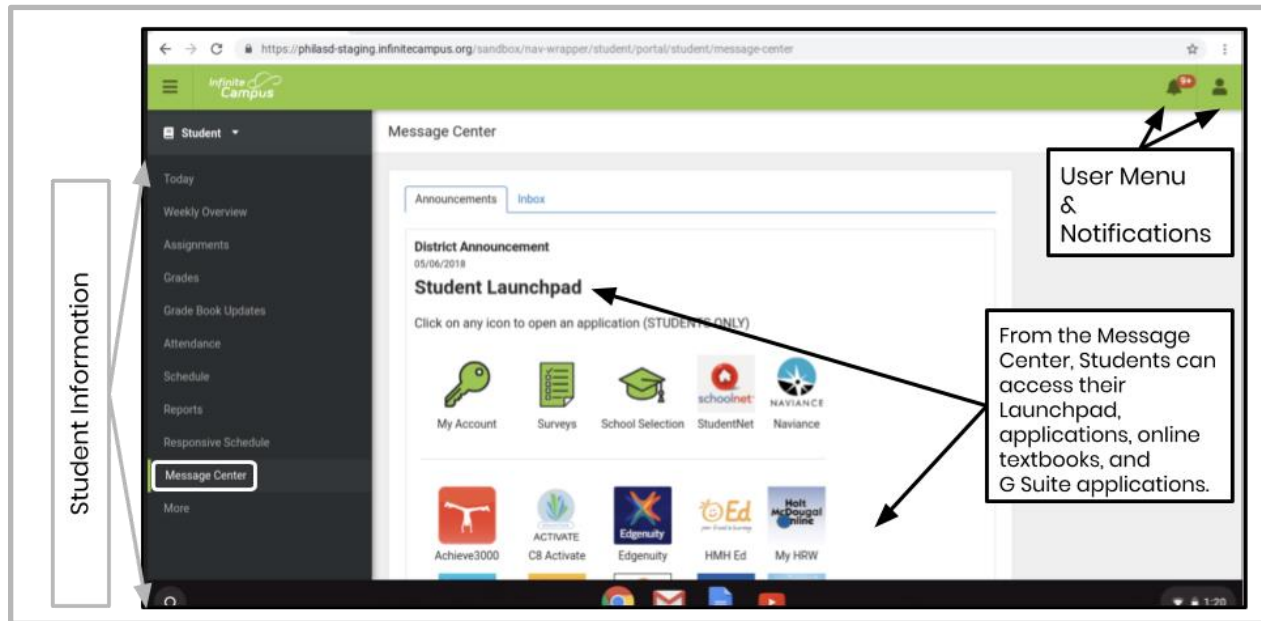 https://philasd-staging.infinitecampus.org/sandbox/nav-wrapper/student/portal/student/message-center
Infinite
Campus
9+
Student
Message Center
User Menu
&
Notifications
Student Information
Today
Weekly Overview
Assignments
Grades
Grade Book Updates
Attendance
Schedule
Reports
Responsive Schedule
Message Center
More
Announcements
Inbox
District Announcement
05/06/2018
Student Launchpad
Click on any icon to open an application (STUDENTS ONLY)
schoolnet
NAVIANCE
My Account
Surveys
School Selection
StudentNet
Naviance
From the Message
Center, Students can
access their
Launchpad,
applications, online
textbooks, and
G Suite applications.
ACTIVATE
Edgenuity
Ed
Holt
McDougal
Online
Achieve3000
C8 Activate
Edgenuity
HMH Ed
My HRW
1:20